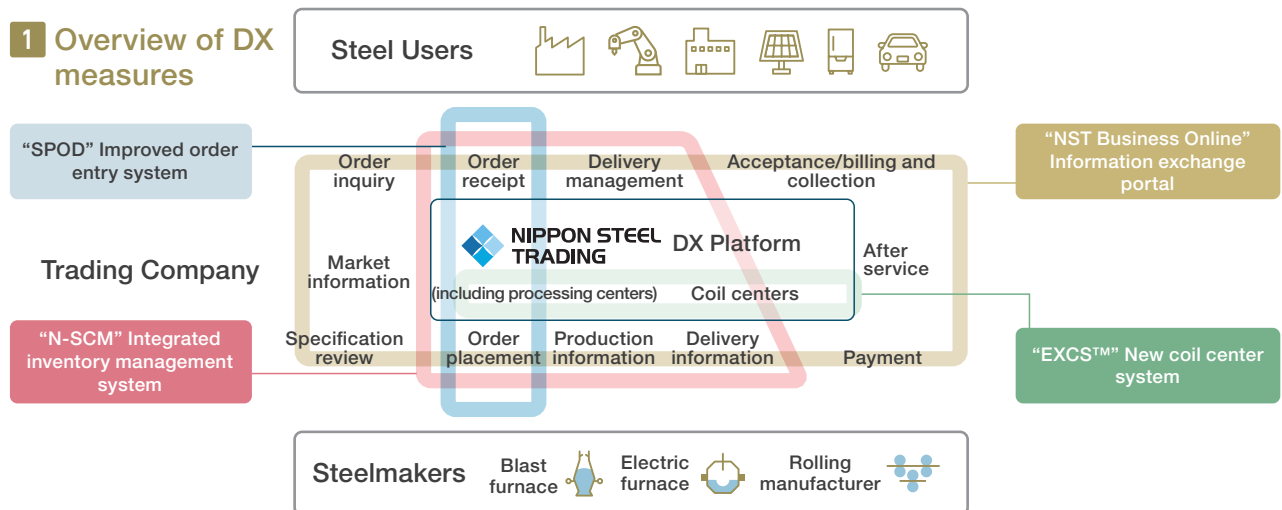 1 Overview of DX
measures
Steel Users
“SPOD” Improved order
entry system
“NST Business Online”
Information exchange
portal
Order
inquiry
Order
receipt
Delivery
management
Acceptance/billing and
collection
Trading Company
Market
information
NIPPON STEEL
TRADING
DX Platform
(including processing centers)
Coil centers
After
service
“N-SCM” Integrated
inventory management
system
Specification
review
Order
placement
Production
information
Delivery
information
Payment
“EXCS™” New coil center
system
Steelmakers
Blast
furnace
Electric
furnace
Rolling
manufacturer